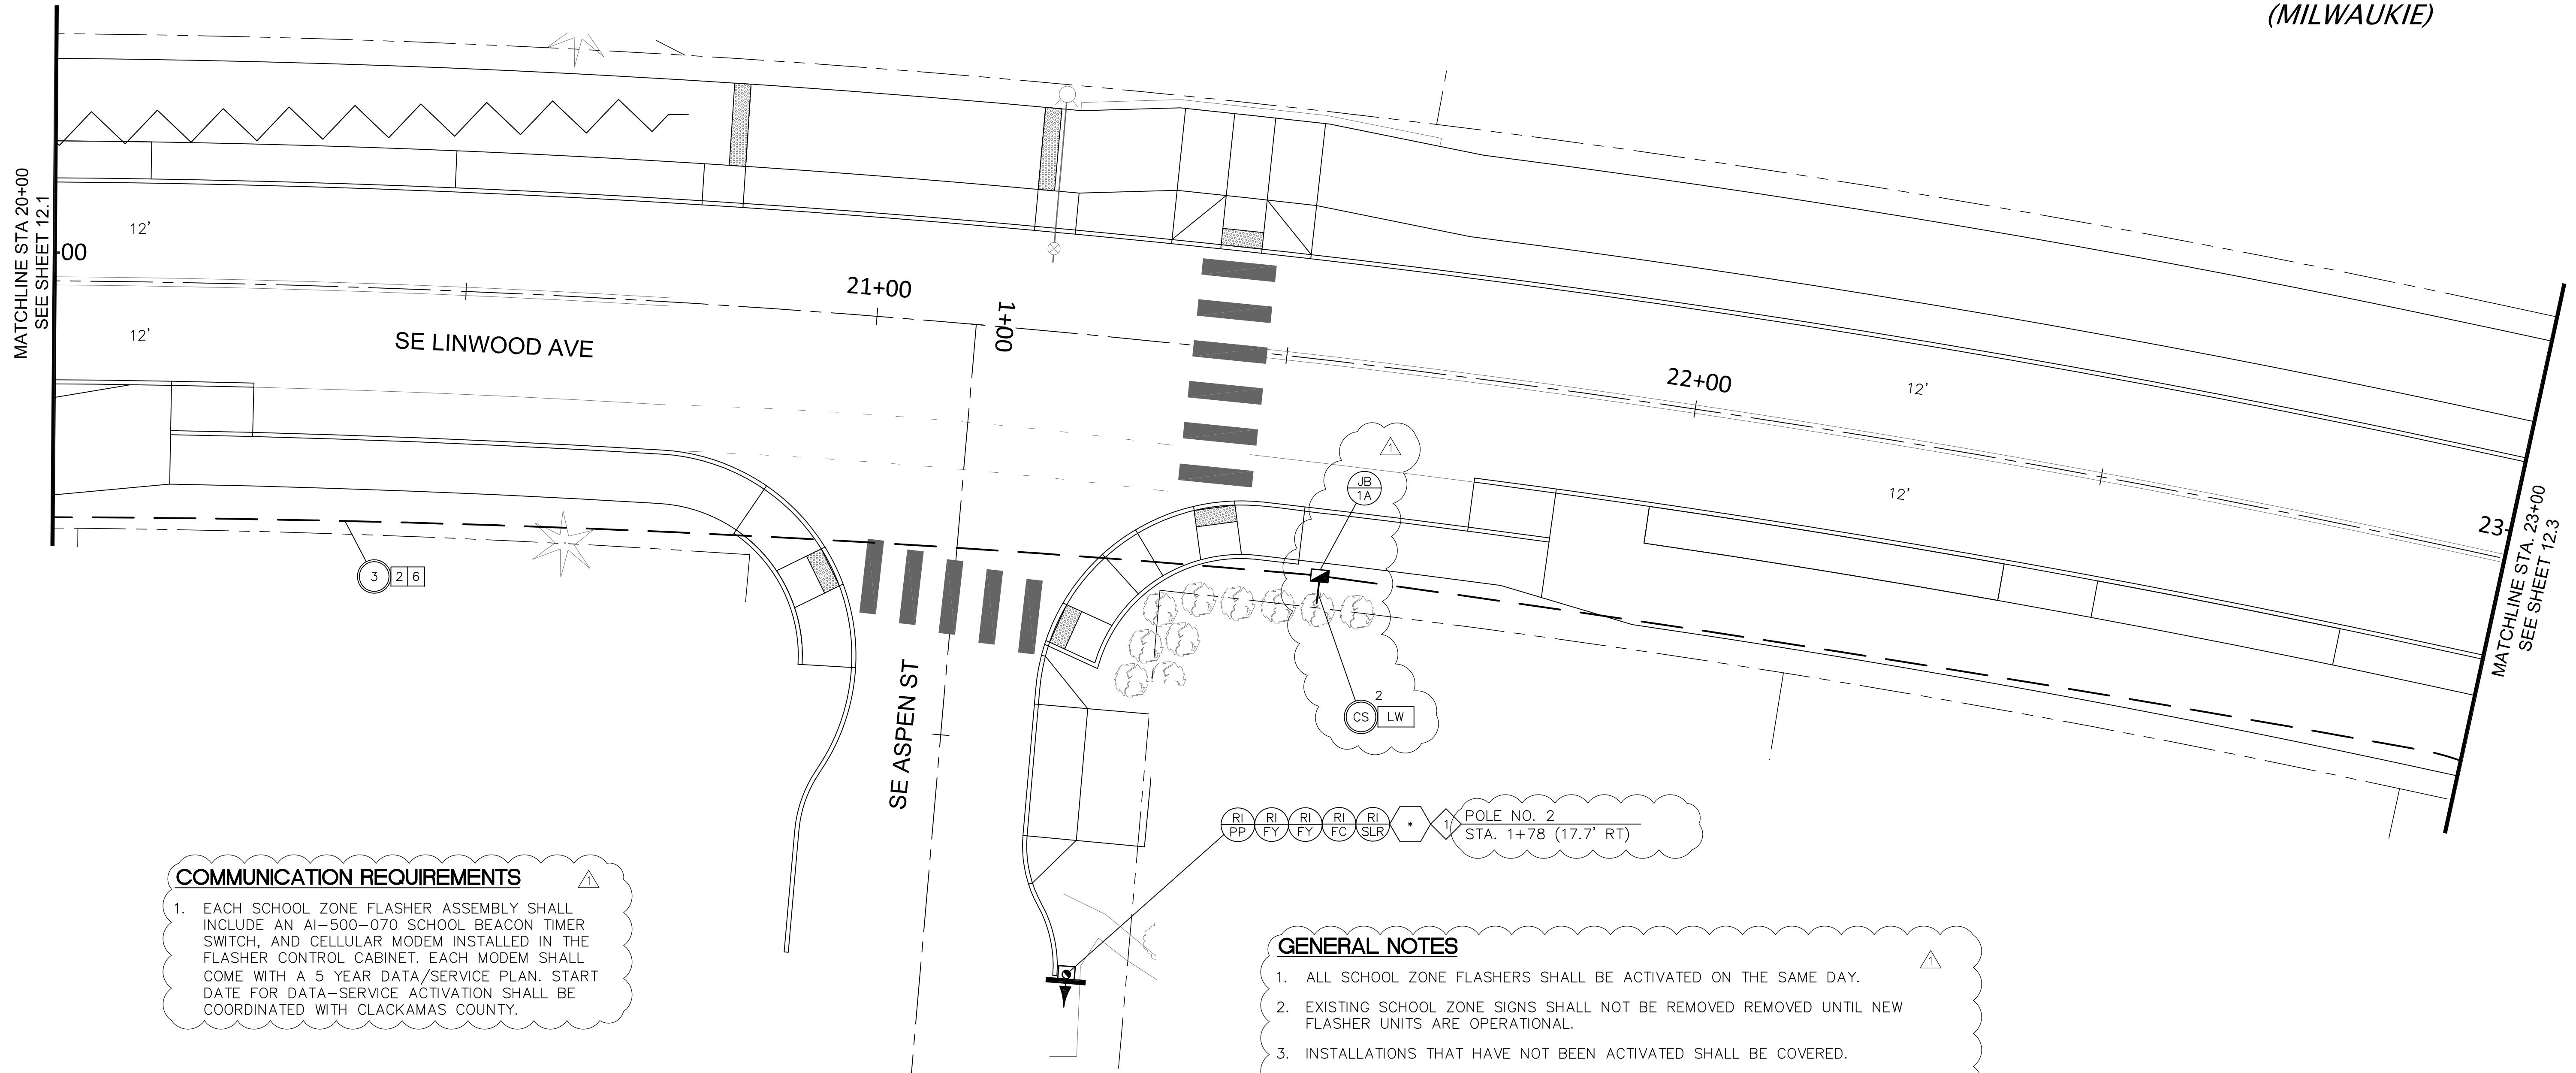 (MILWAUKIE)
MATCHLINE STA 20+00
SEE SHEET 12.1
12'
-00
12'
SE LINWOOD AVE
21+00
1+00
22+00
12'
12'
23-
MATCHLINE STA. 23+00
SEE SHEET 12.3
1
JB
1A
3 2 6
2
CS LW
SE ASPEN ST
RI PP RI FY RI FY RI FC RI SLR * 1
POLE NO. 2
STA. 1+78 (17.7' RT)
COMMUNICATION REQUIREMENTS
1
1. EACH SCHOOL ZONE FLASHER ASSEMBLY SHALL
INCLUDE AN AI-500-070 SCHOOL BEACON TIMER
SWITCH, AND CELLULAR MODEM INSTALLED IN THE
FLASHER CONTROL CABINET. EACH MODEM SHALL
COME WITH A 5 YEAR DATA/SERVICE PLAN. START
DATE FOR DATA-SERVICE ACTIVATION SHALL BE
COORDINATED WITH CLACKAMAS COUNTY.
GENERAL NOTES
1
1. ALL SCHOOL ZONE FLASHERS SHALL BE ACTIVATED ON THE SAME DAY.
2. EXISTING SCHOOL ZONE SIGNS SHALL NOT BE REMOVED REMOVED UNTIL NEW
FLASHER UNITS ARE OPERATIONAL.
3. INSTALLATIONS THAT HAVE NOT BEEN ACTIVATED SHALL BE COVERED.